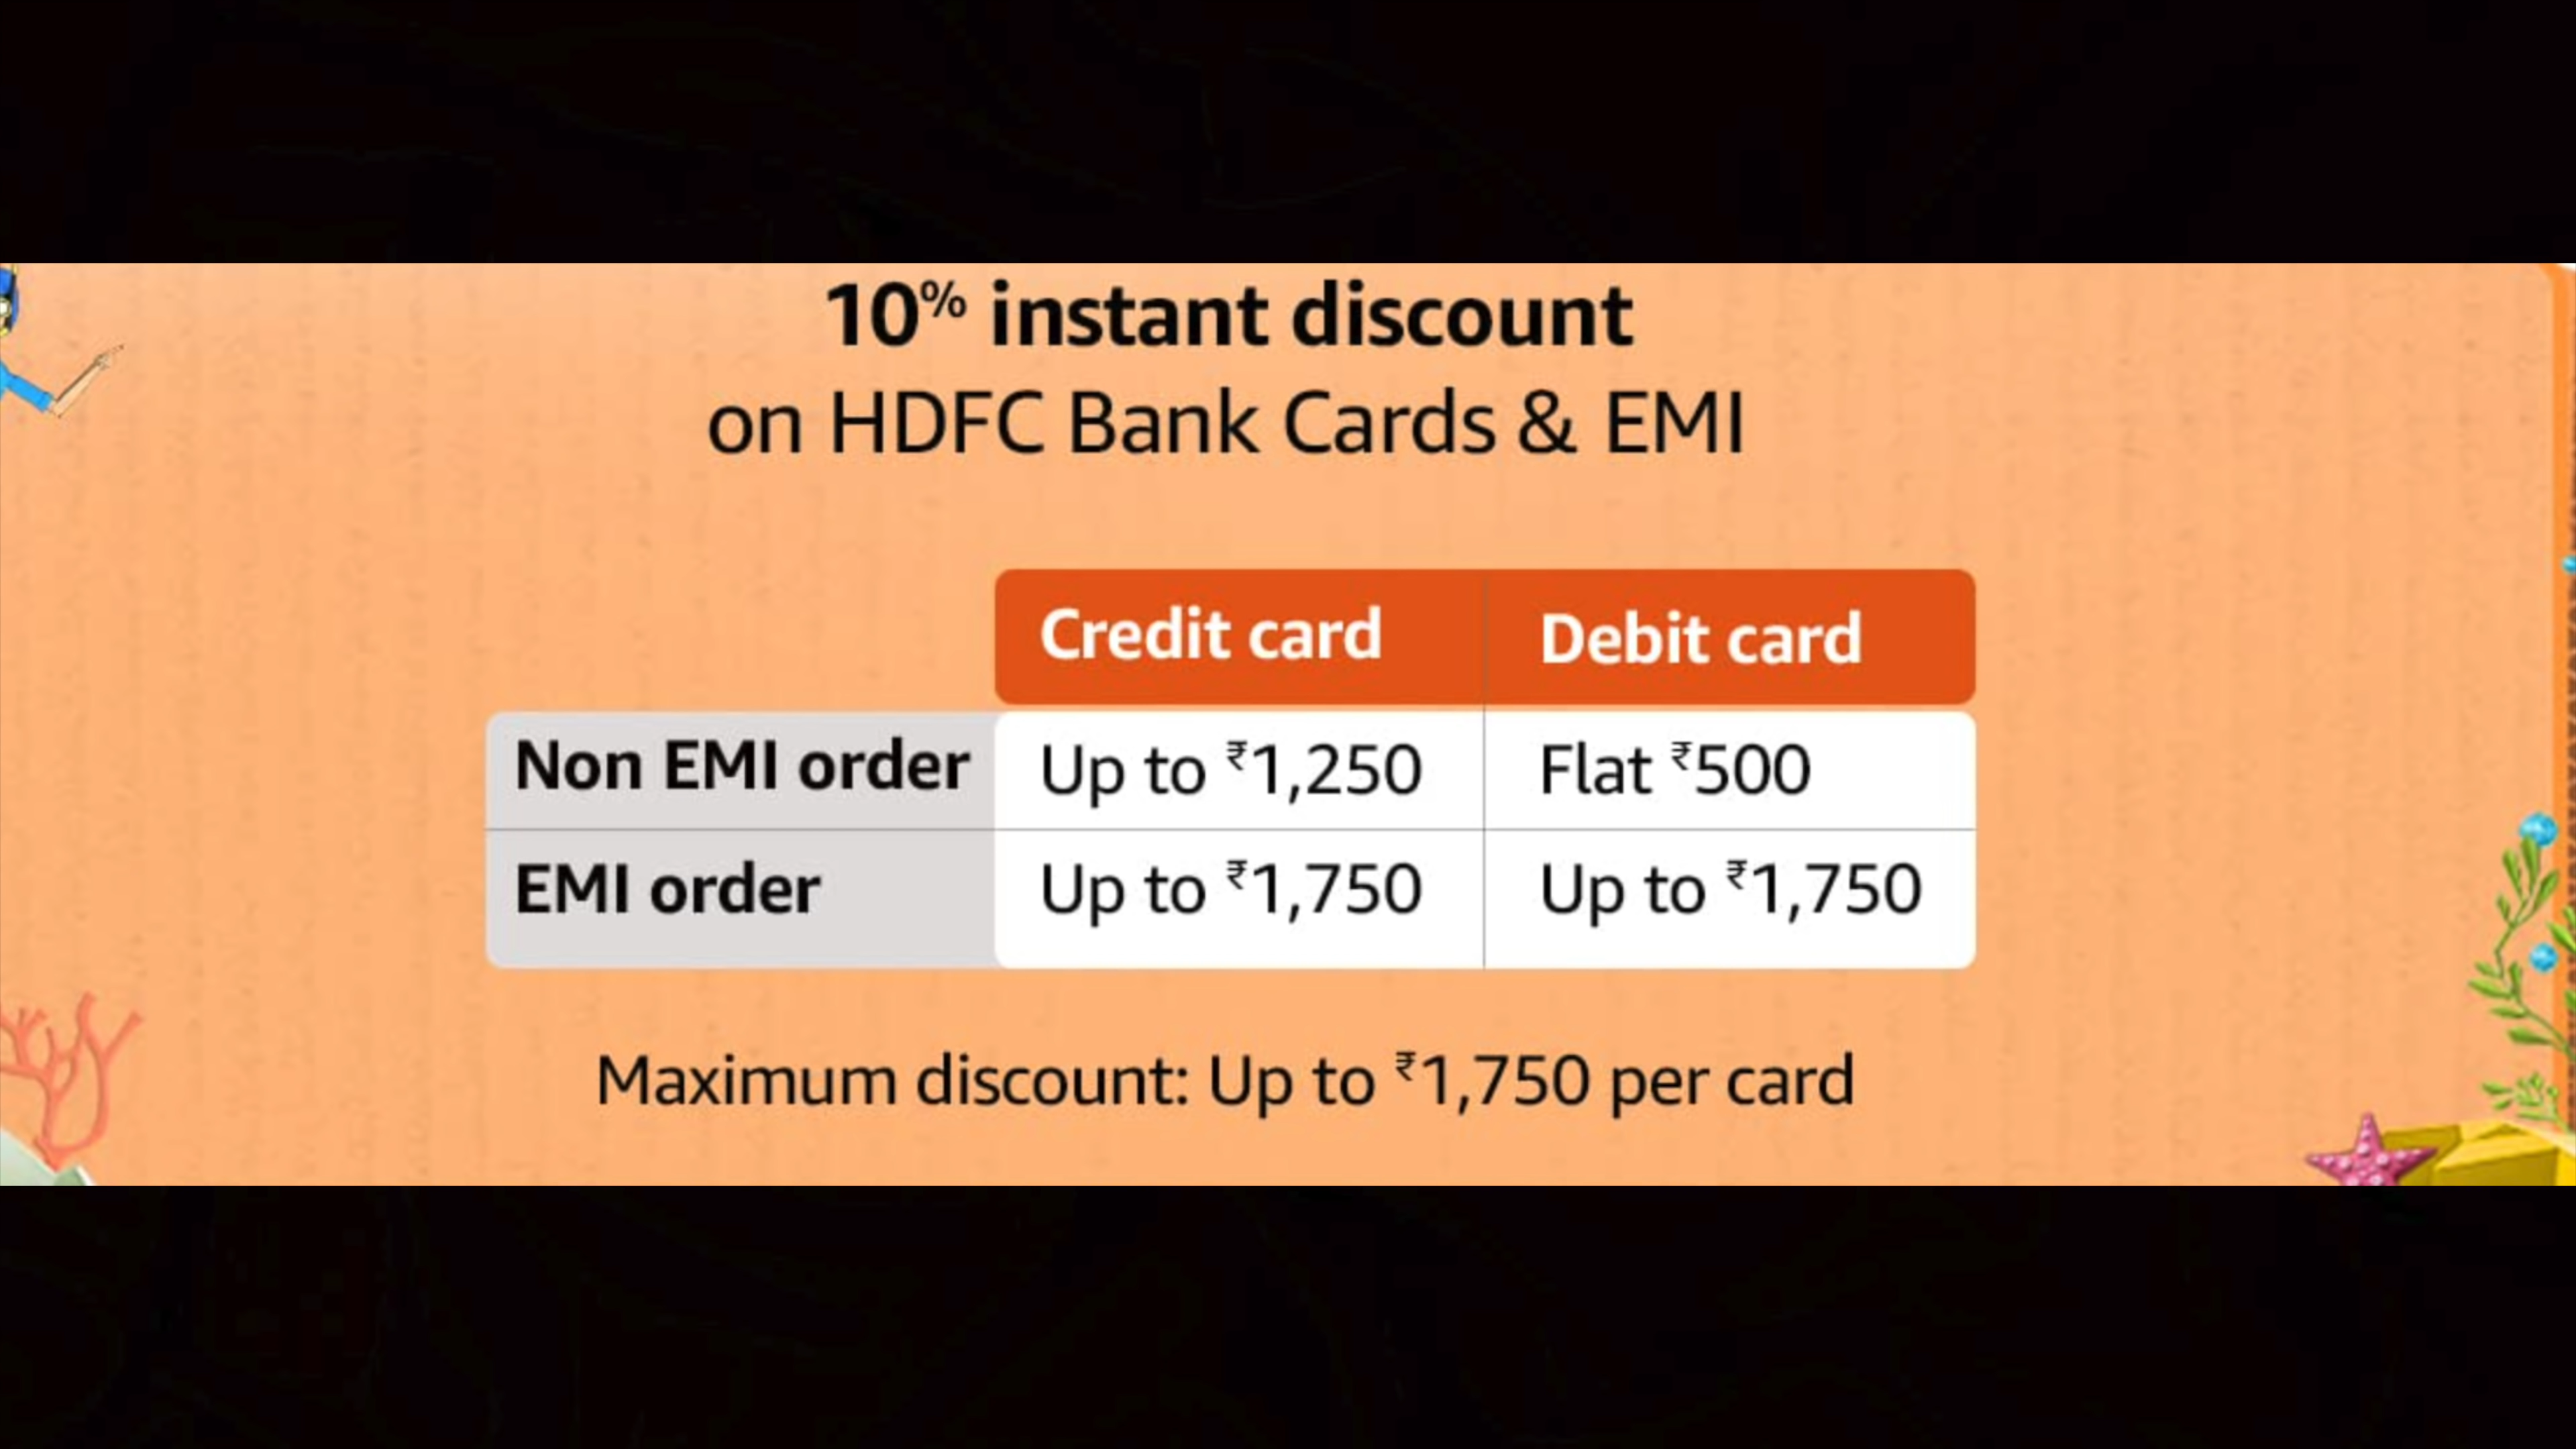 10% instant discount
on HDFC Bank Cards & EMI
Credit card Debit card
Non EMI order Up to ₹1,250 Flat ₹500
EMI order Up to ₹1,750 Up to ₹1,750
Maximum discount: Up to ₹1,750 per card